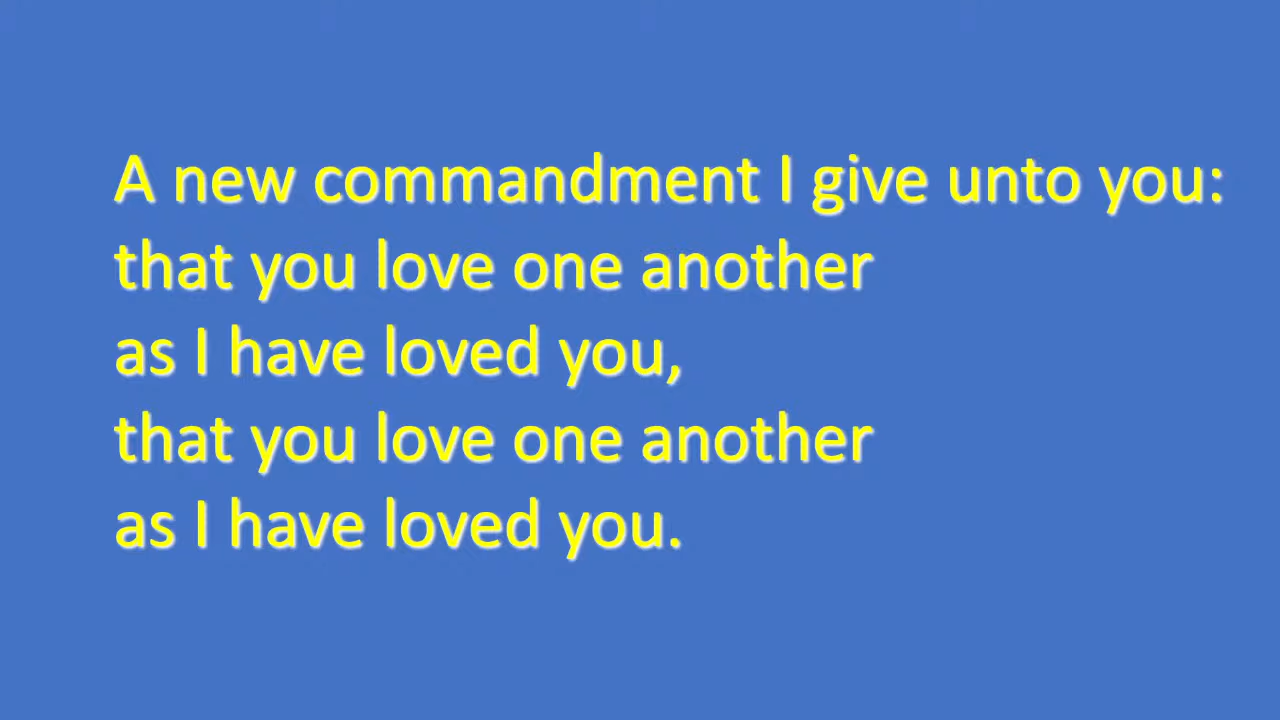 A new commandment I give unto you:
that you love one another
as I have loved you,
that you love one another
as I have loved you.